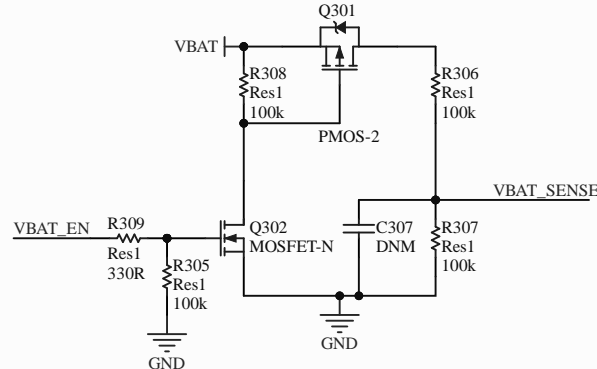 Q301
VBAT
R308
Res1
100k
R306
Res1
100k
PMOS-2
VBAT_SENSE
VBAT_EN
R309
Res1
330R
Q302
MOSFET-N
C307
DNM
R307
Res1
100k
R305
Res1
100k
GND
GND